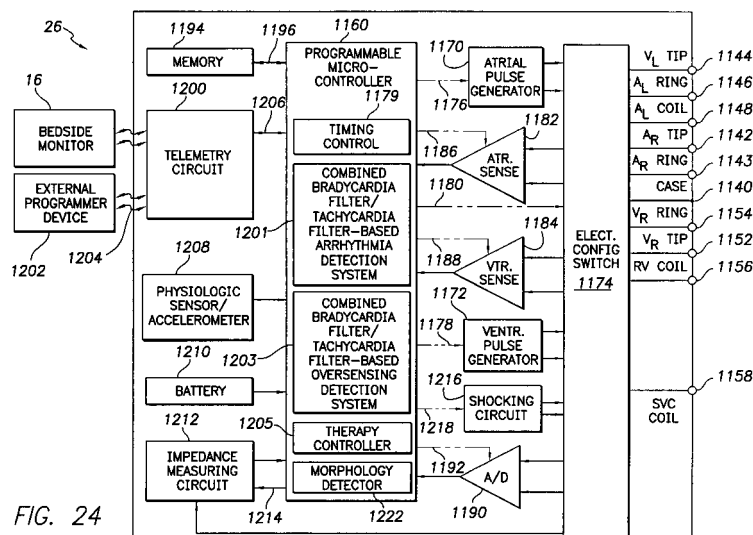 26
1194
MEMORY
1196
1160
PROGRAMMABLE
MICRO-
CONTROLLER
1170
ATRIAL
PULSE
GENERATOR
1176
V_L TIP
1144
A_L RING
1146
A_L COIL
1148
A_R TIP
1142
A_R RING
1143
CASE
1140
V_R RING
1154
V_R TIP
1152
RV COIL
1156
1158
SVC
COIL
16
BEDSIDE
MONITOR
1200
TELEMETRY
CIRCUIT
1206
1179
TIMING
CONTROL
1182
ATR.
SENSE
1186
EXTERNAL
PROGRAMMER
DEVICE
1202
1204
1201
COMBINED
BRADYCARDIA
FILTER/
TACHYCARDIA
FILTER-BASED
ARRHYTHMIA
DETECTION
SYSTEM
1180
1184
VTR.
SENSE
1188
ELECT.
CONFIG
SWITCH
1174
1208
PHYSIOLOGIC
SENSOR/
ACCELEROMETER
1203
COMBINED
BRADYCARDIA
FILTER/
TACHYCARDIA
FILTER-BASED
OVERSENSING
DETECTION
SYSTEM
1172
VENTR.
PULSE
GENERATOR
1178
1210
BATTERY
1216
SHOCKING
CIRCUIT
1218
1205
THERAPY
CONTROLLER
1212
IMPEDANCE
MEASURING
CIRCUIT
1214
MORPHOLOGY
DETECTOR
1222
1192
A/D
1190
FIG. 24